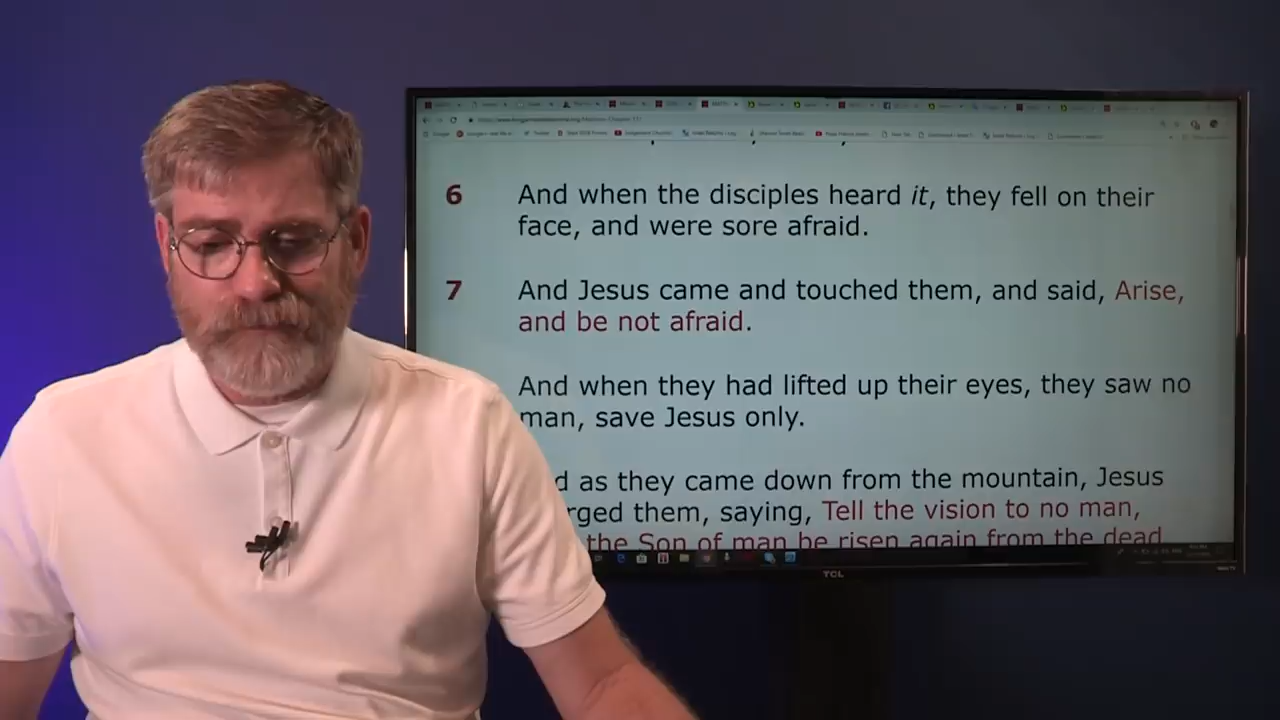 6 And when the disciples heard it, they fell on their
face, and were sore afraid.
7 And Jesus came and touched them, and said, Arise,
and be not afraid.
And when they had lifted up their eyes, they saw no
man, save Jesus only.
d as they came down from the mountain, Jesus
rged them, saying, Tell the vision to no man,
the Son of man be risen again from the dead
TCL